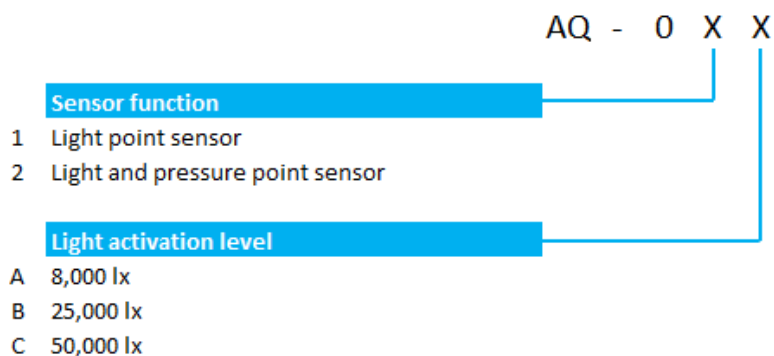 AQ - 0 X X
Sensor function
1 Light point sensor
2 Light and pressure point sensor
Light activation level
A 8,000 lx
B 25,000 lx
C 50,000 lx